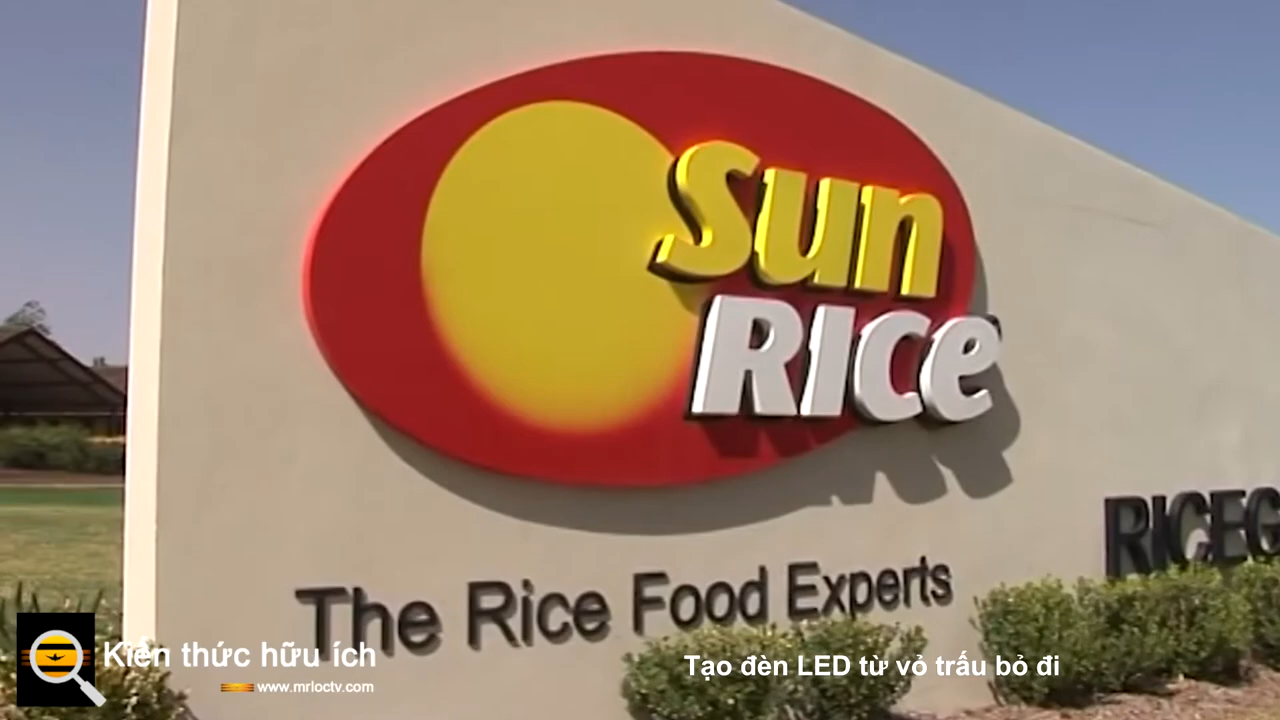 Sun
RICe
The Rice Food Experts
RICEG
Kiến thức hữu ích
www.mrloctv.com
Tạo đèn LED từ vỏ trấu bỏ đi